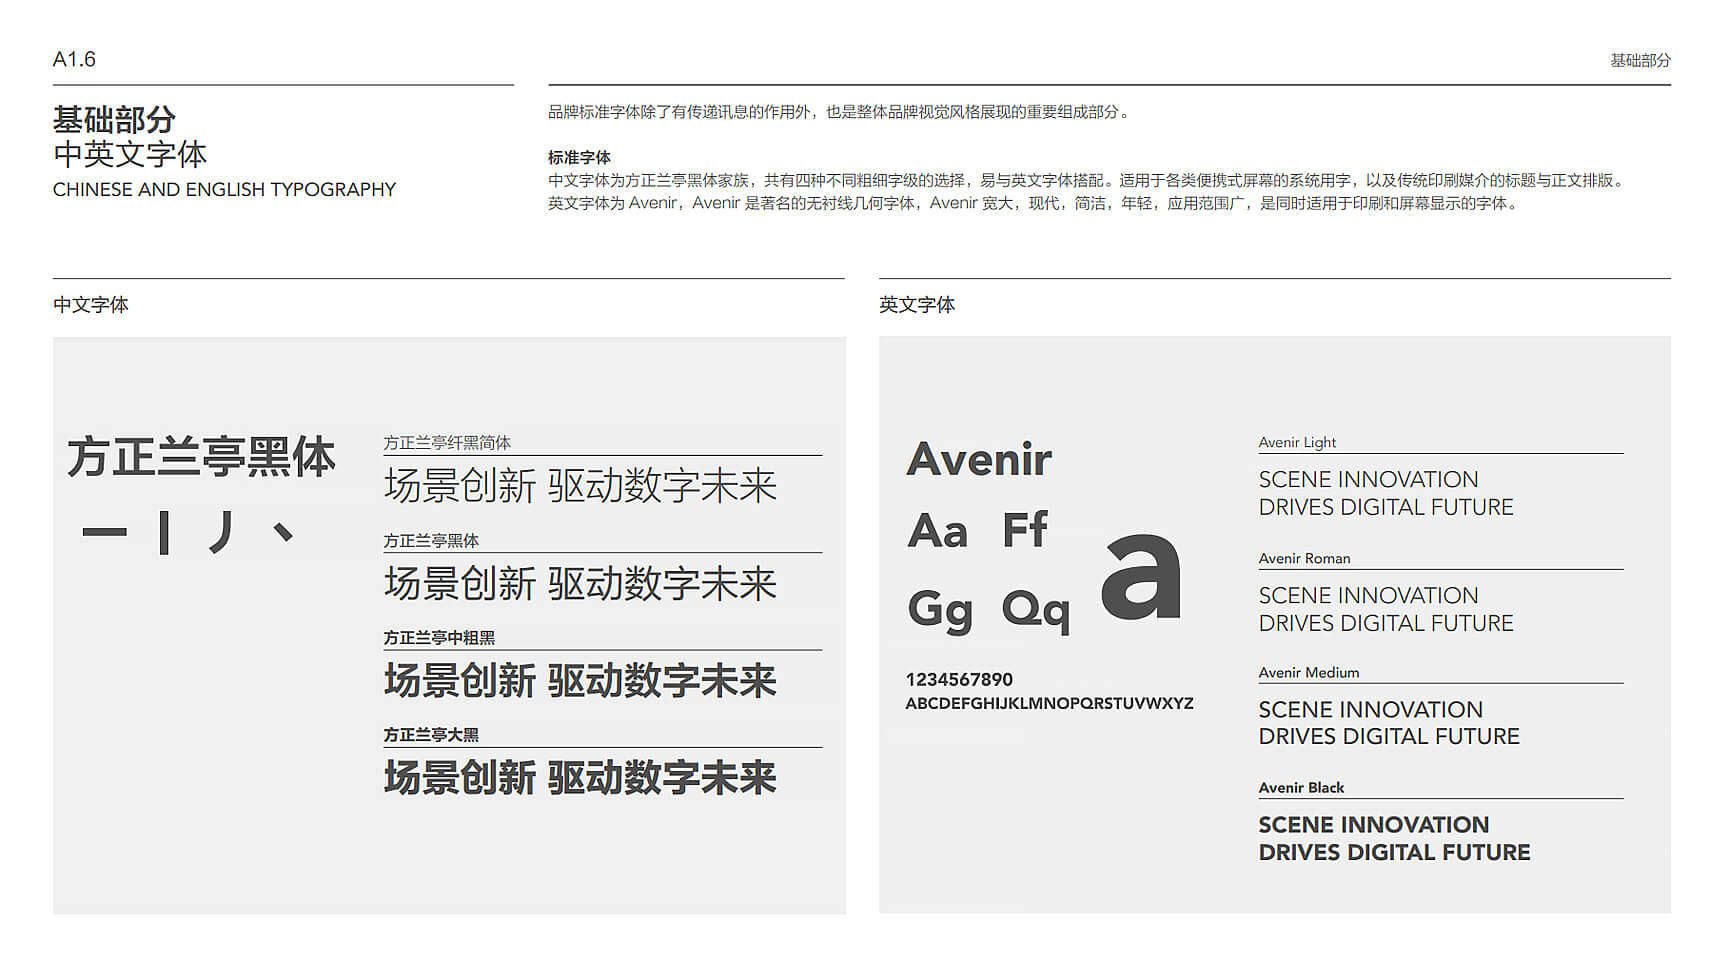 A1.6
基础部分
基础部分
中英文字体
CHINESE AND ENGLISH TYPOGRAPHY
品牌标准字体除了有传递讯息的作用外，也是整体品牌视觉风格展现的重要组成部分。
标准字体
中文字体为方正兰亭黑体家族，共有四种不同粗细字级的选择，易与英文字体搭配。适用于各类便携式屏幕的系统用字，以及传统印刷媒介的标题与正文排版。
英文字体为 Avenir，Avenir 是著名的无衬线几何字体，Avenir 宽大，现代，简洁，年轻，应用范围广，是同时适用于印刷和屏幕显示的字体。
中文字体
方正兰亭黑体
一丨丿丶
方正兰亭纤黑简体
场景创新 驱动数字未来
方正兰亭黑体
场景创新 驱动数字未来
方正兰亭中粗黑
场景创新 驱动数字未来
方正兰亭大黑
场景创新 驱动数字未来
英文字体
Avenir
Aa Ff
Gg Qq
a
1234567890
ABCDEFGHIJKLMNOPQRSTUVWXYZ
Avenir Light
SCENE INNOVATION
DRIVES DIGITAL FUTURE
Avenir Roman
SCENE INNOVATION
DRIVES DIGITAL FUTURE
Avenir Medium
SCENE INNOVATION
DRIVES DIGITAL FUTURE
Avenir Black
SCENE INNOVATION
DRIVES DIGITAL FUTURE